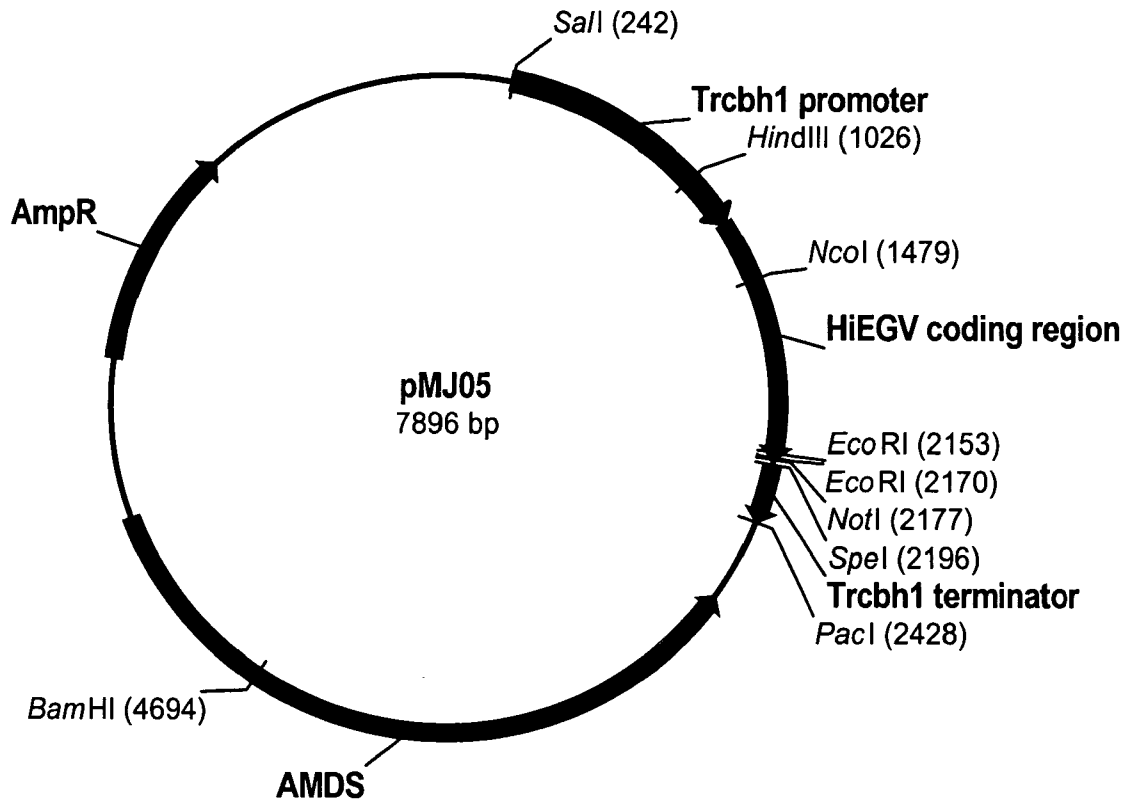 SalI (242)
Trcbh1 promoter
HindIII (1026)
AmpR
NcoI (1479)
HiEGV coding region
pMJ05
7896 bp
EcoRI (2153)
EcoRI (2170)
NotI (2177)
SpeI (2196)
Trcbh1 terminator
PacI (2428)
BamHI (4694)
AMDS